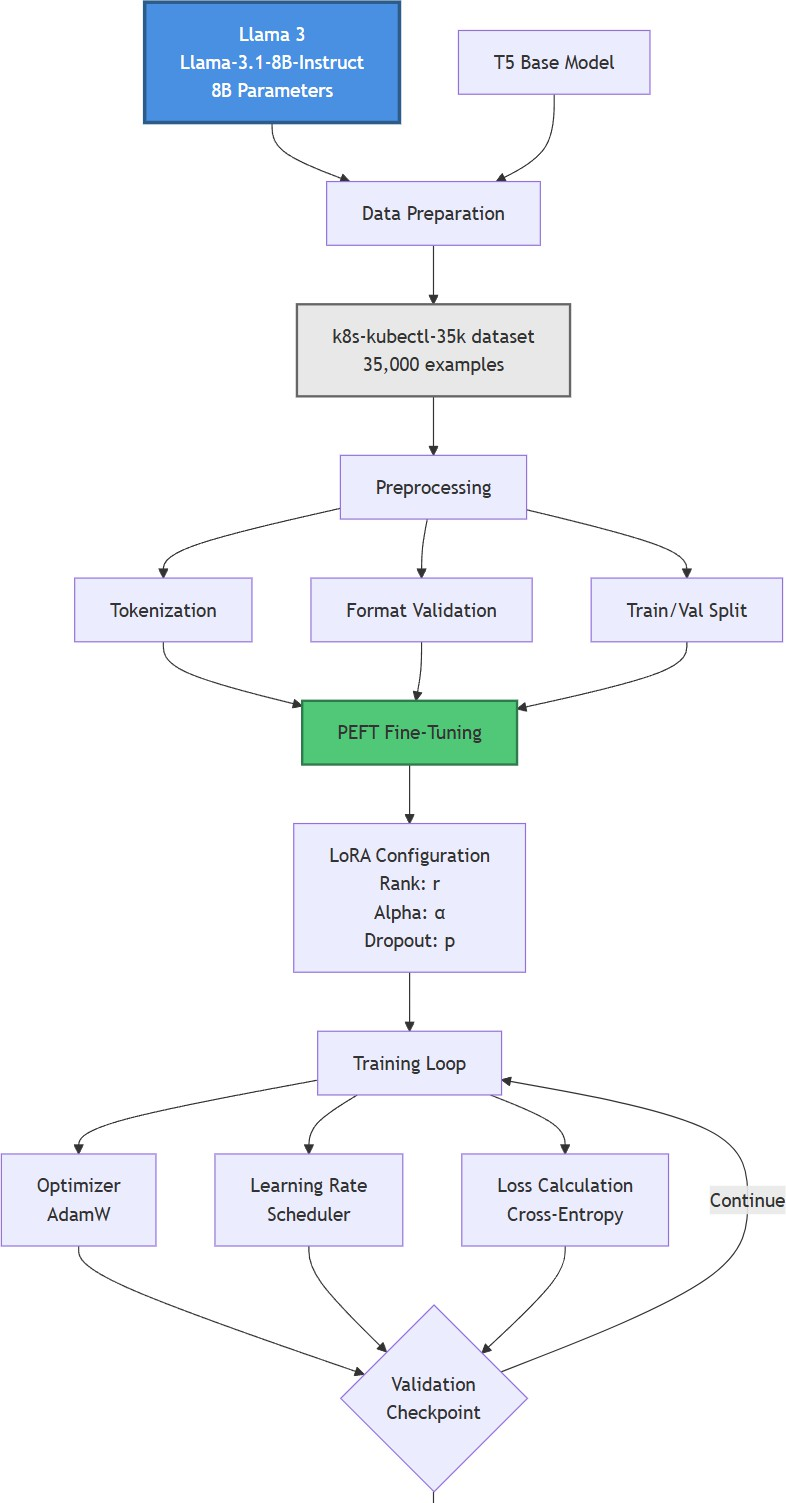 Llama 3
Llama-3.1-8B-Instruct
8B Parameters
T5 Base Model
Data Preparation
k8s-kubectl-35k dataset
35,000 examples
Preprocessing
Tokenization
Format Validation
Train/Val Split
PEFT Fine-Tuning
LoRA Configuration
Rank: r
Alpha: α
Dropout: p
Training Loop
Optimizer
AdamW
Learning Rate
Scheduler
Loss Calculation
Cross-Entropy
Continue
Validation
Checkpoint